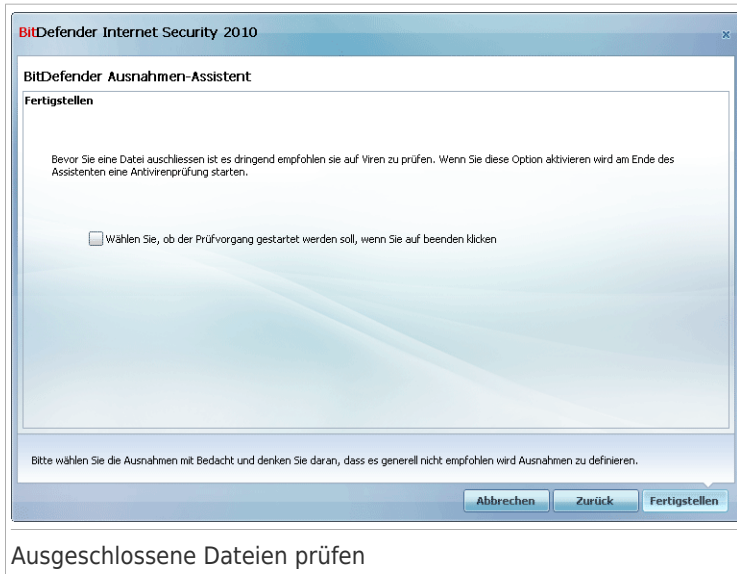 BitDefender Internet Security 2010
x
BitDefender Ausnahmen-Assistent
Fertigstellen
Bevor Sie eine Datei auschliessen ist es dringend empfohlen sie auf Viren zu prüfen. Wenn Sie diese Option aktivieren wird am Ende des
Assistenten eine Antivirenprüfung starten.
Wählen Sie, ob der Prüfvorgang gestartet werden soll, wenn Sie auf beenden klicken
Bitte wählen Sie die Ausnahmen mit Bedacht und denken Sie daran, dass es generell nicht empfohlen wird Ausnahmen zu definieren.
Abbrechen Zurück Fertigstellen
Ausgeschlossene Dateien prüfen